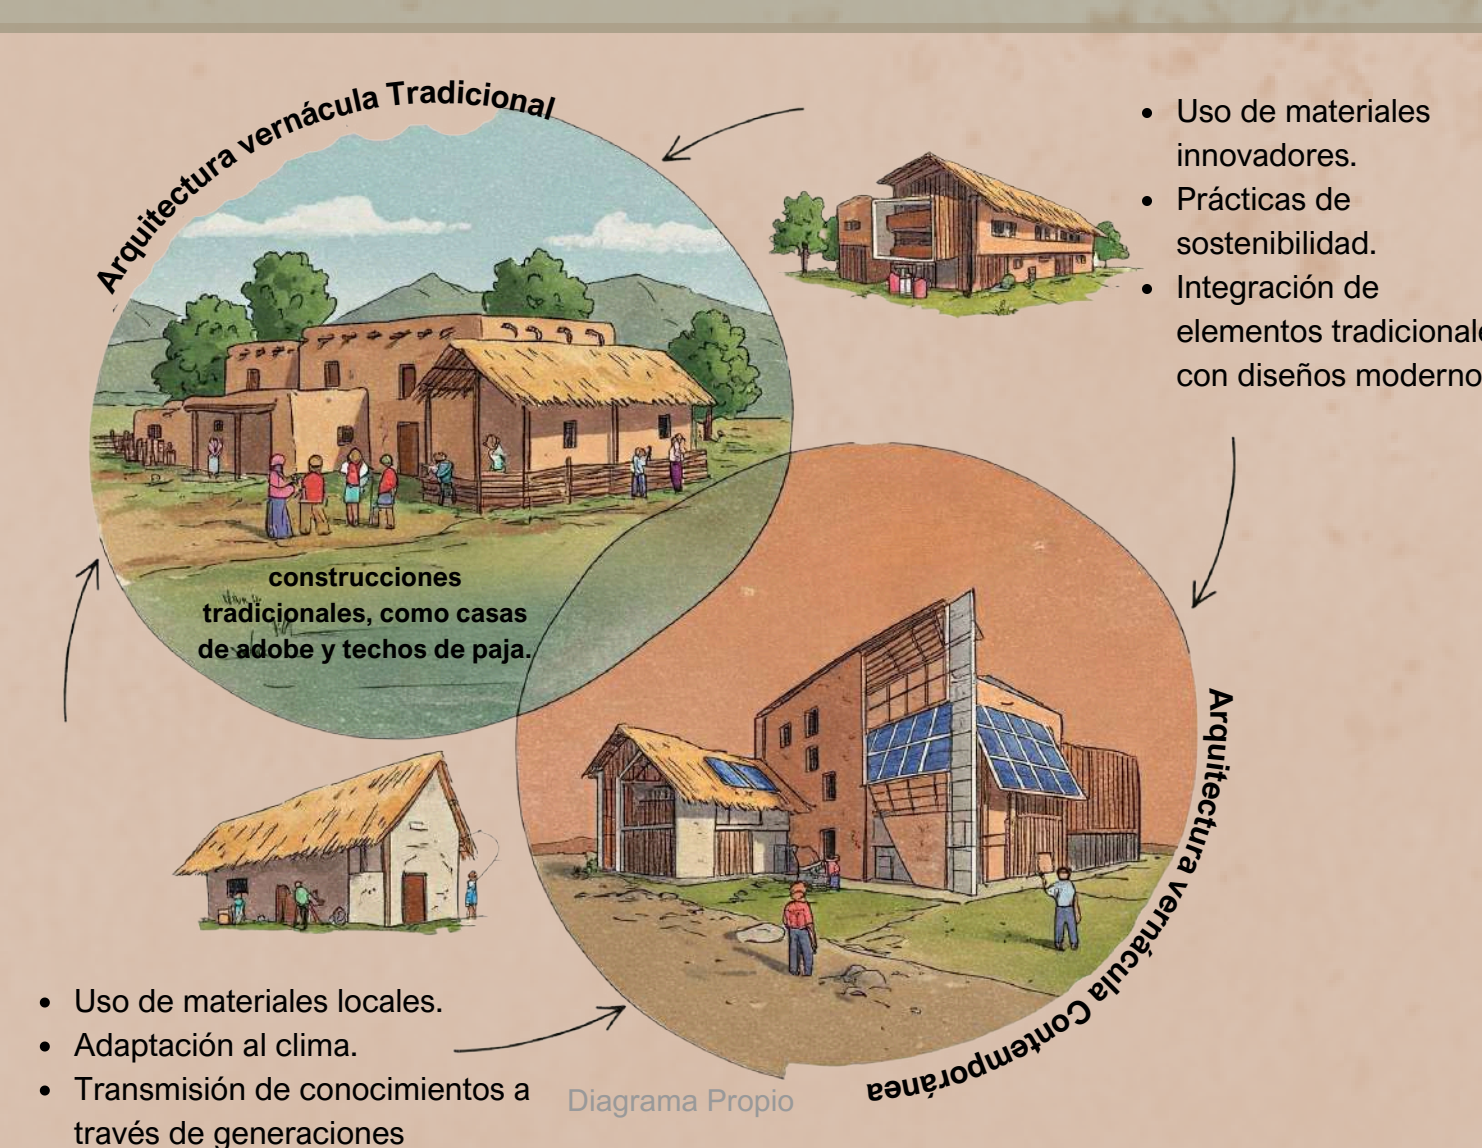 Arquitectura vernácula Tradicional
• Uso de materiales
innovadores.
• Prácticas de
sostenibilidad.
• Integración de
elementos tradicionale
con diseños moderno
construcciones
tradicionales, como casas
de adobe y techos de paja.
Arquitectura vernácula Contemporánea
• Uso de materiales locales.
• Adaptación al clima.
• Transmisión de conocimientos a
través de generaciones
Diagrama Propio